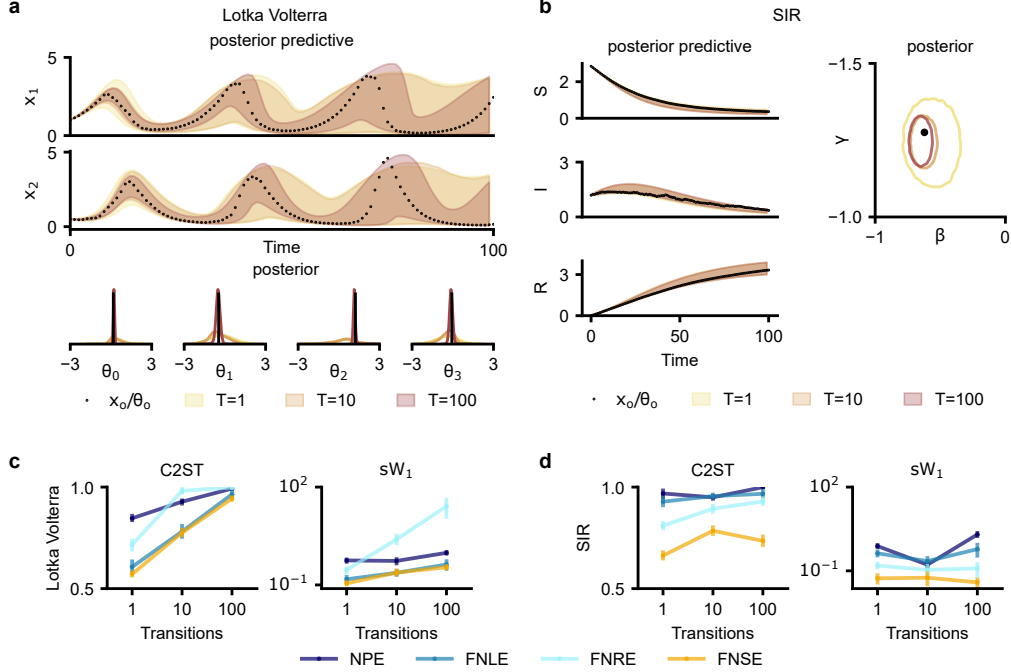 a
Lotka Volterra
posterior predictive
5
x₁
0
5
x₂
0
0
Time
100
posterior
−3
3
−3
3
−3
3
−3
3
θ₀
θ₁
θ₂
θ₃
xₒ/θₒ
T=1
T=10
T=100
b
SIR
posterior predictive
posterior
2
S
0
3
I
0
3
R
0
0
50
100
Time
−1.5
γ
−1.0
−1
β
0
xₒ/θₒ
T=1
T=10
T=100
c
C2ST
sW₁
Lotka Volterra
1.0
0.5
1
10
100
Transitions
10²
10⁻¹
1
10
100
Transitions
d
C2ST
sW₁
SIR
1.0
0.5
1
10
100
Transitions
10²
10⁻¹
1
10
100
Transitions
NPE
FNLE
FNRE
FNSE